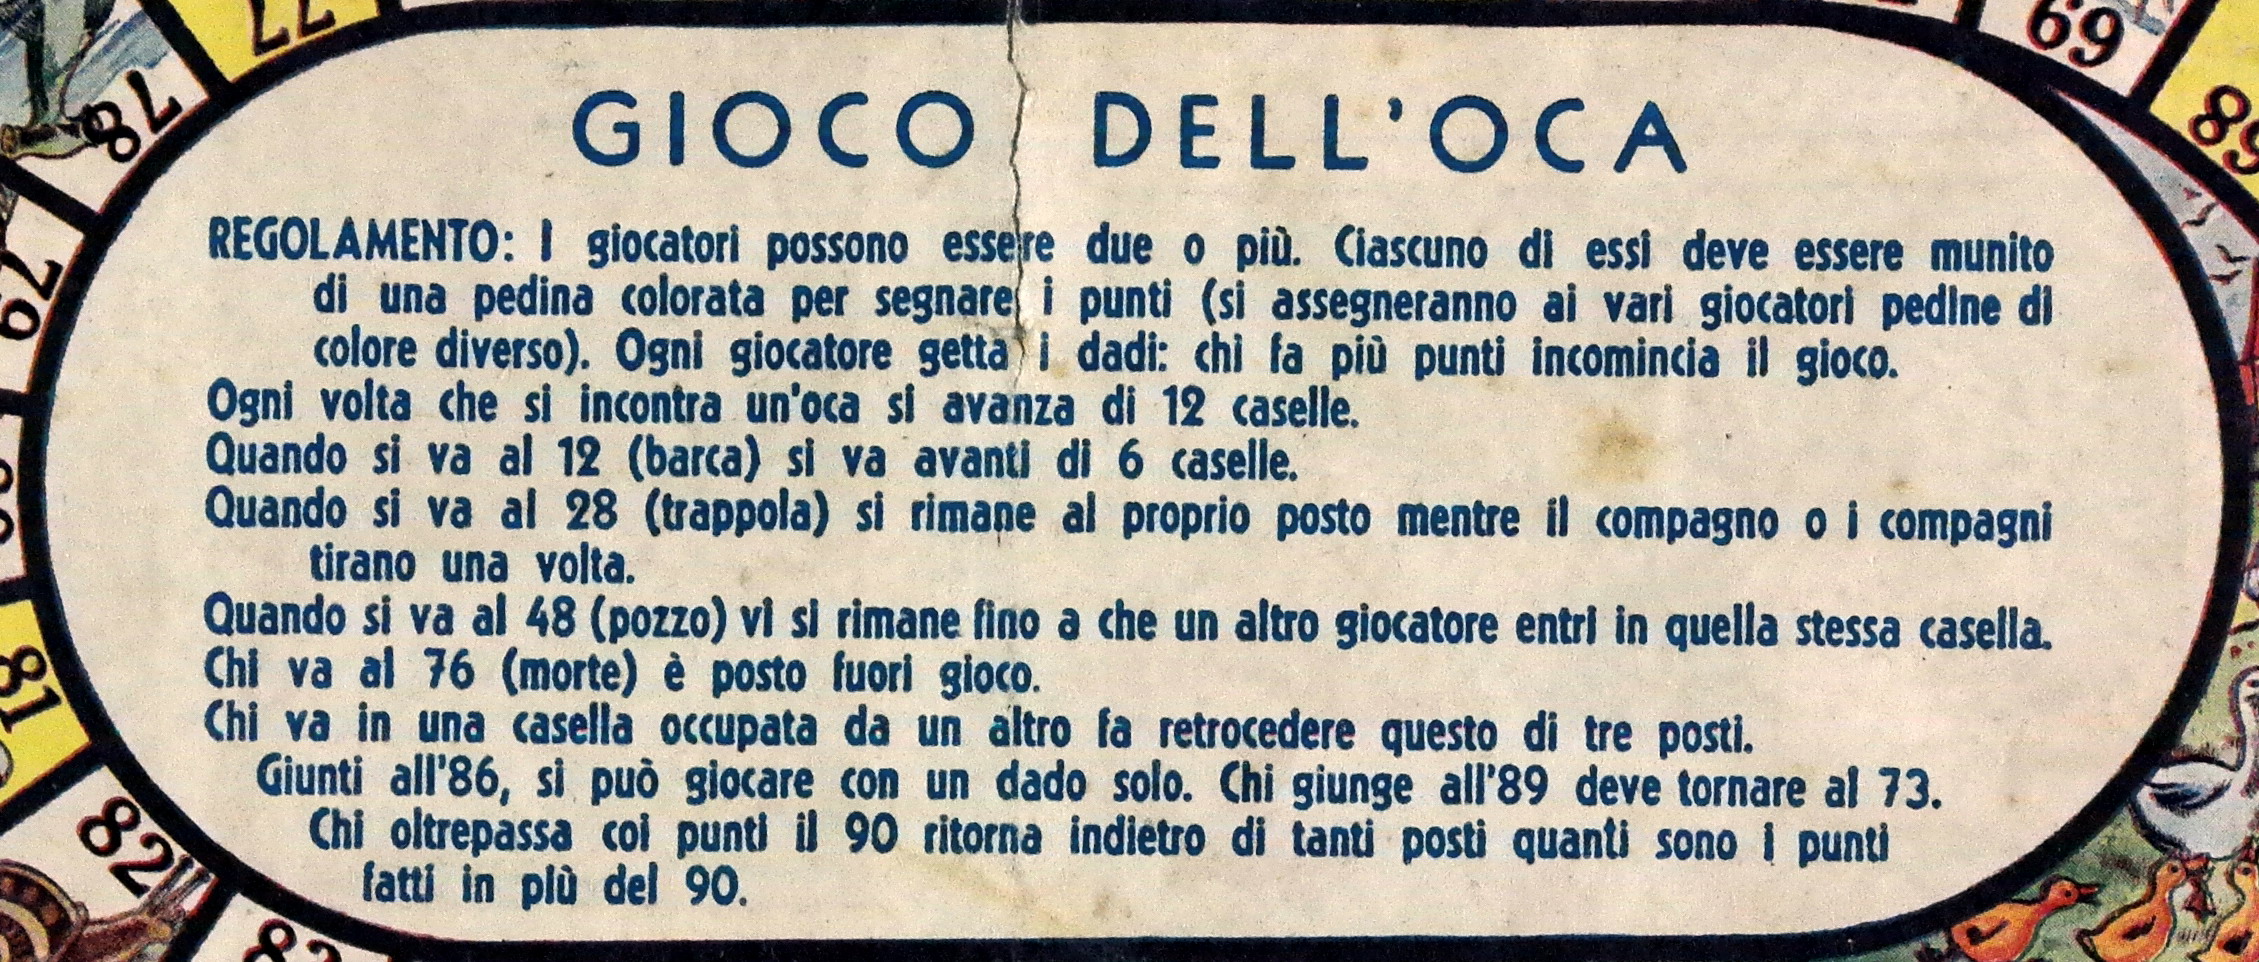 GIOCO DELL'OCA
REGOLAMENTO: I giocatori possono essere due o più. Ciascuno di essi deve essere munito
di una pedina colorata per segnare i punti (si assegneranno ai vari giocatori pedine di
colore diverso). Ogni giocatore getta i dadi: chi fa più punti incomincia il gioco.
Ogni volta che si incontra un'oca si avanza di 12 caselle.
Quando si va al 12 (barca) si va avanti di 6 caselle.
Quando si va al 28 (trappola) si rimane al proprio posto mentre il compagno o i compagni
tirano una volta.
Quando si va al 48 (pozzo) vi si rimane fino a che un altro giocatore entri in quella stessa casella.
Chi va al 76 (morte) è posto fuori gioco.
Chi va in una casella occupata da un altro fa retrocedere questo di tre posti.
Giunti all'86, si può giocare con un dado solo. Chi giunge all'89 deve tornare al 73.
Chi oltrepassa coi punti il 90 ritorna indietro di tanti posti quanti sono i punti
fatti in più del 90.
77
78
79
81
82
83
69
68